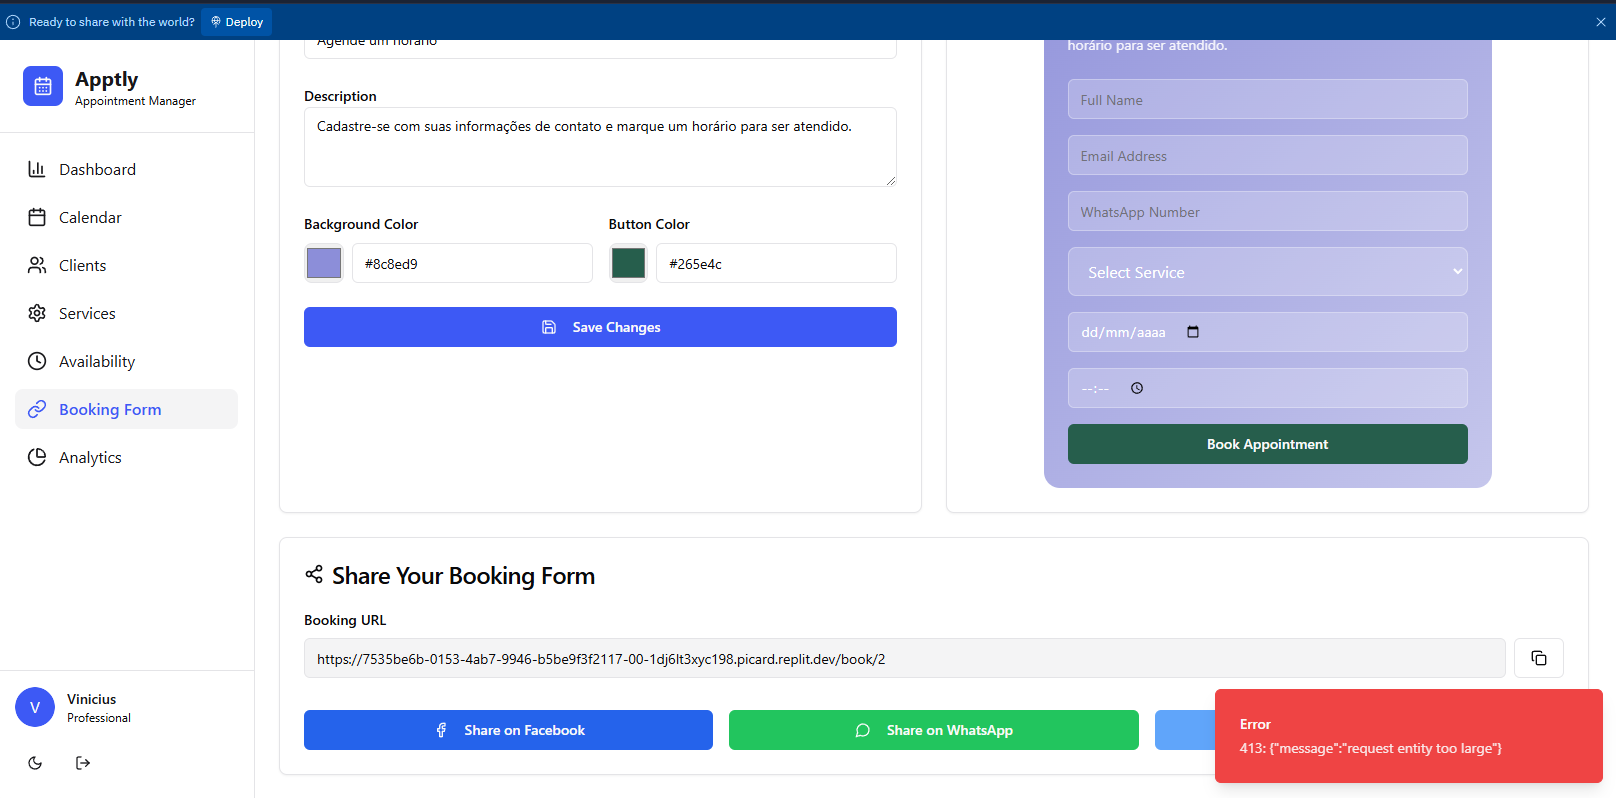 Ready to share with the world?
Deploy
Apptly
Appointment Manager
Dashboard
Calendar
Clients
Services
Availability
Booking Form
Analytics
Vinicius
Professional
V
Agende um horário
Description
Cadastre-se com suas informações de contato e marque um horário para ser atendido.
Background Color
Button Color
#8c8ed9
#265e4c
Save Changes
horário para ser atendido.
Full Name
Email Address
WhatsApp Number
Select Service
dd/mm/aaaa
--:--
Book Appointment
Share Your Booking Form
Booking URL
https://7535be6b-0153-4ab7-9946-b5be9f3f2117-00-1dj6lt3xyc198.picard.replit.dev/book/2
Share on Facebook
Share on WhatsApp
Error
413: {"message":"request entity too large"}